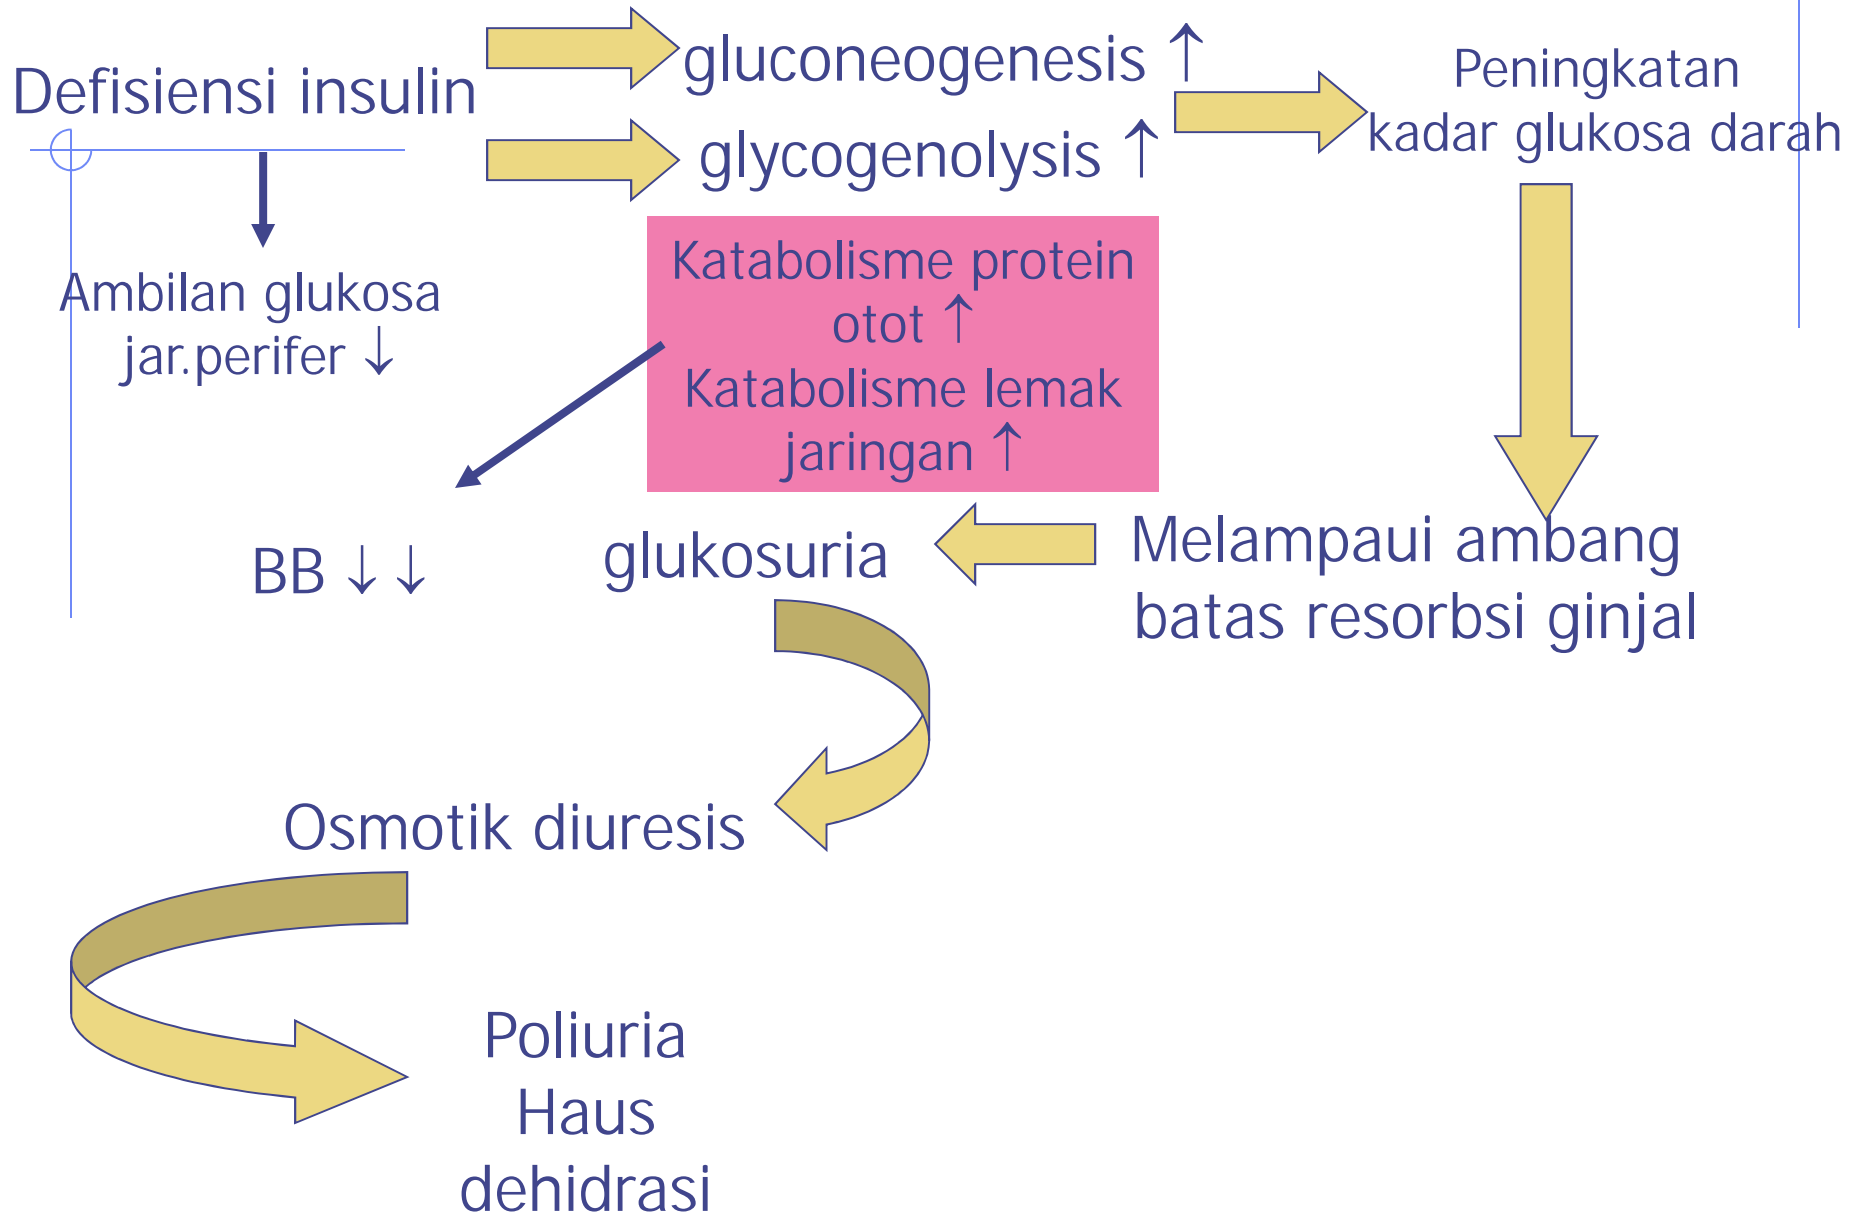 Defisiensi insulin
gluconeogenesis ↑
glycogenolysis ↑
Peningkatan
kadar glukosa darah
Ambilan glukosa
jar.perifer ↓
Katabolisme protein
otot ↑
Katabolisme lemak
jaringan ↑
BB ↓↓
glukosuria
Melampaui ambang
batas resorbsi ginjal
Osmotik diuresis
Poliuria
Haus
dehidrasi